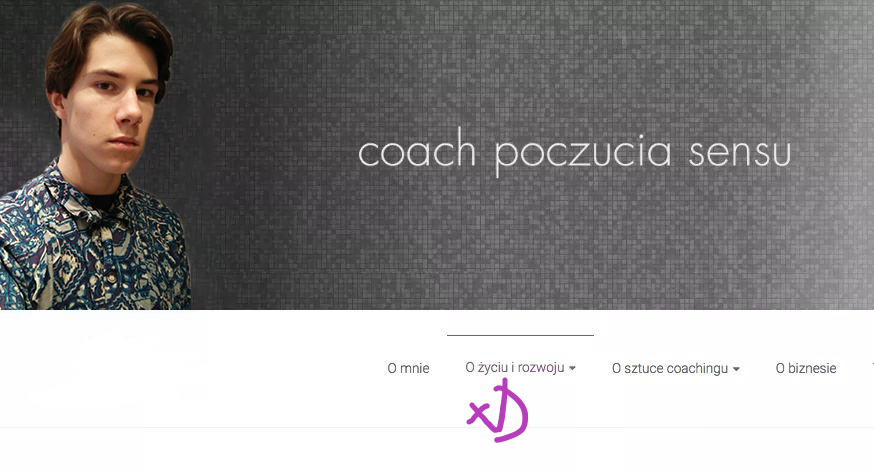 coach poczucia sensu
O mnie O życiu i rozwoju O sztuce coachingu O biznesie
xD